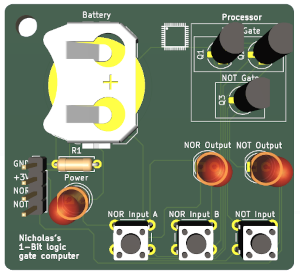 Battery
Processor
Gate
Q1
Q2
NOT Gate
Q3
R1
GND
+3V
NOR
NOT
Power
NOR Output
NOT Output
NOR Input A
NOR Input B
NOT Input
Nicholas's
1-Bit logic
gate computer